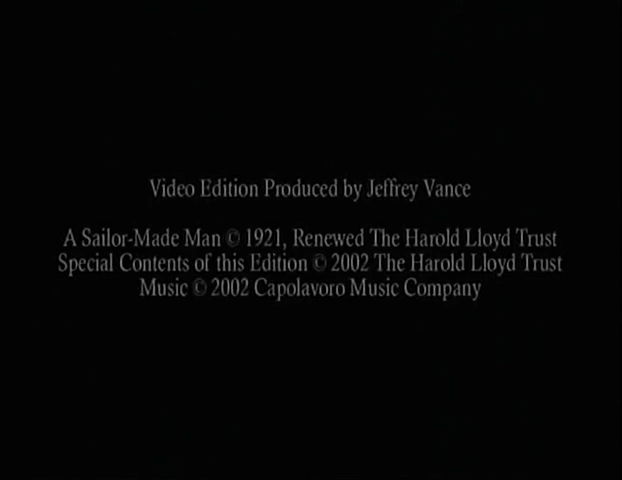 Video Edition Produced by Jeffrey Vance
A Sailor-Made Man © 1921, Renewed The Harold Lloyd Trust
Special Contents of this Edition © 2002 The Harold Lloyd Trust
Music © 2002 Capolavoro Music Company